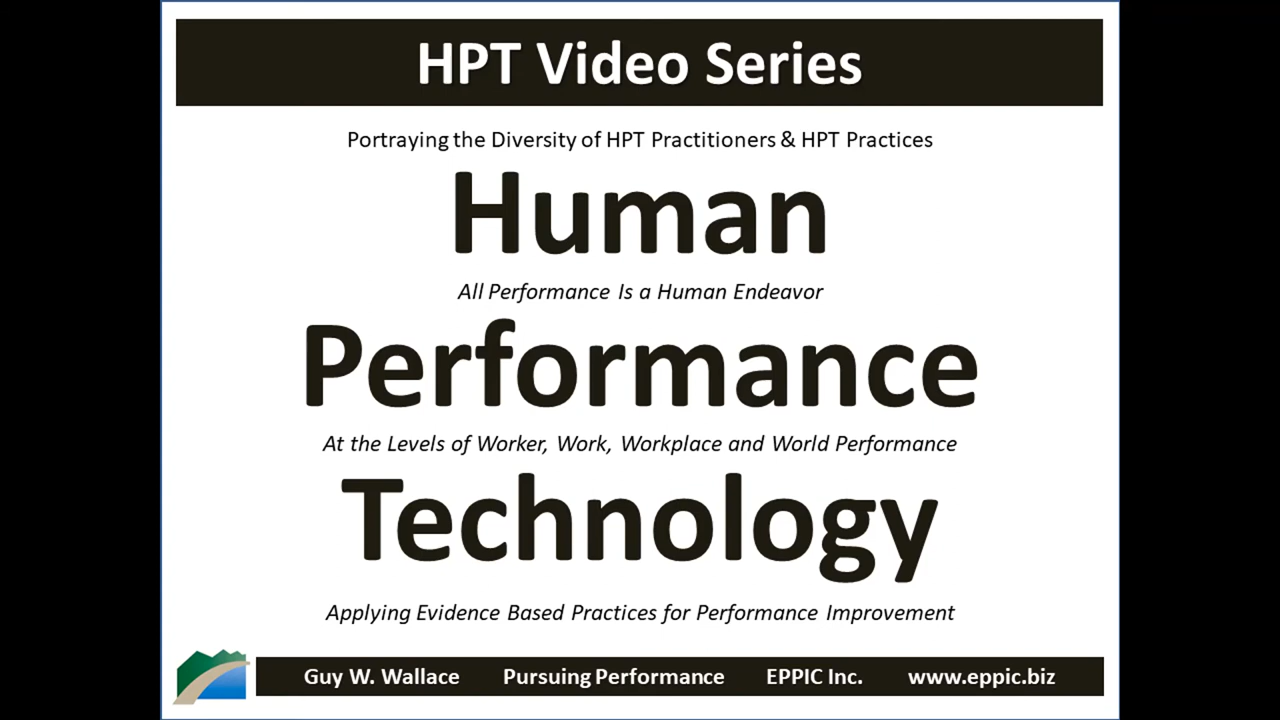 HPT Video Series
Portraying the Diversity of HPT Practitioners & HPT Practices
Human
All Performance Is a Human Endeavor
Performance
At the Levels of Worker, Work, Workplace and World Performance
Technology
Applying Evidence Based Practices for Performance Improvement
Guy W. Wallace Pursuing Performance EPPIC Inc. www.eppic.biz